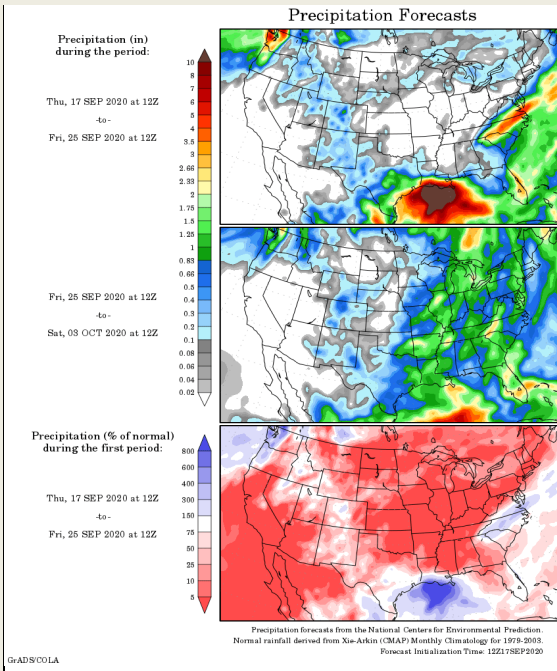 Precipitation Forecasts
Precipitation (in)
during the period:
Thu, 17 SEP 2020 at 12Z
-to-
Fri, 25 SEP 2020 at 12Z
10
8
7
6
5
4
3.5
3
2.66
2.33
2
1.75
1.5
1.25
1
0.83
0.66
0.5
0.4
0.3
0.2
0.1
0.08
0.06
0.04
0.02
Fri, 25 SEP 2020 at 12Z
-to-
Sat, 03 OCT 2020 at 12Z
Precipitation (% of normal)
during the first period:
Thu, 17 SEP 2020 at 12Z
-to-
Fri, 25 SEP 2020 at 12Z
800
600
400
300
150
75
50
25
10
5
Precipitation forecasts from the National Centers for Environmental Prediction.
Normal rainfall derived from Xie-Arkin (CMAP) Monthly Climatology for 1979-2003.
Forecast Initialization Time: 12Z17SEP2020
GrADS/COLA